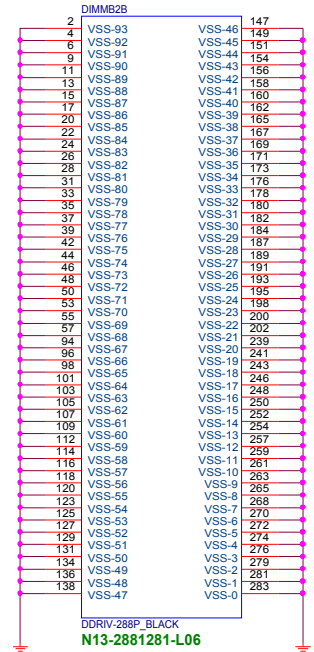 DIMMB2B
2 VSS-93 VSS-46 147
4 VSS-92 VSS-45 149
6 VSS-91 VSS-44 151
9 VSS-90 VSS-43 154
11 VSS-89 VSS-42 156
13 VSS-88 VSS-41 158
15 VSS-87 VSS-40 160
17 VSS-86 VSS-39 162
20 VSS-85 VSS-38 165
22 VSS-84 VSS-37 167
24 VSS-83 VSS-36 169
26 VSS-82 VSS-35 171
28 VSS-81 VSS-34 173
31 VSS-80 VSS-33 176
33 VSS-79 VSS-32 178
35 VSS-78 VSS-31 180
37 VSS-77 VSS-30 182
39 VSS-76 VSS-29 184
42 VSS-75 VSS-28 187
44 VSS-74 VSS-27 189
46 VSS-73 VSS-26 191
48 VSS-72 VSS-25 193
50 VSS-71 VSS-24 195
53 VSS-70 VSS-23 198
55 VSS-69 VSS-22 200
57 VSS-68 VSS-21 202
94 VSS-67 VSS-20 239
96 VSS-66 VSS-19 241
98 VSS-65 VSS-18 243
101 VSS-64 VSS-17 246
103 VSS-63 VSS-16 248
105 VSS-62 VSS-15 250
107 VSS-61 VSS-14 252
109 VSS-60 VSS-13 254
112 VSS-59 VSS-12 257
114 VSS-58 VSS-11 259
116 VSS-57 VSS-10 261
118 VSS-56 VSS-9 263
120 VSS-55 VSS-8 265
123 VSS-54 VSS-7 268
125 VSS-53 VSS-6 270
127 VSS-52 VSS-5 272
129 VSS-51 VSS-4 274
131 VSS-50 VSS-3 276
134 VSS-49 VSS-2 279
136 VSS-48 VSS-1 281
138 VSS-47 VSS-0 283
DDRIV-288P_BLACK
N13-2881281-L06